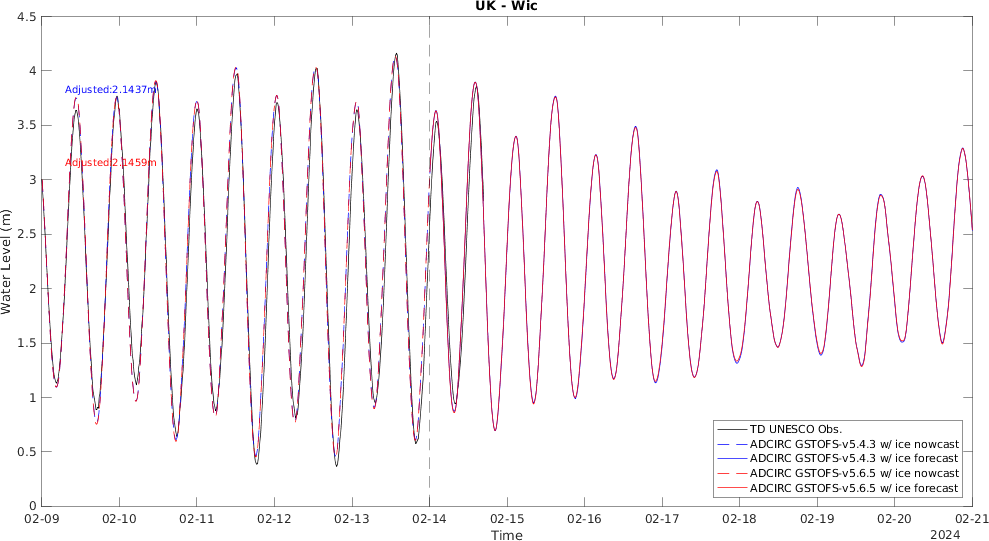 UK - Wic
4.5
4
3.5
3
2.5
2
1.5
1
0.5
0
Water Level (m)
Adjusted:2.1437m
Adjusted:2.1459m
TD UNESCO Obs.
ADCIRC GSTOFS-v5.4.3 w/ ice nowcast
ADCIRC GSTOFS-v5.4.3 w/ ice forecast
ADCIRC GSTOFS-v5.6.5 w/ ice nowcast
ADCIRC GSTOFS-v5.6.5 w/ ice forecast
02-09 02-10 02-11 02-12 02-13 02-14 02-15 02-16 02-17 02-18 02-19 02-20 02-21
Time
2024